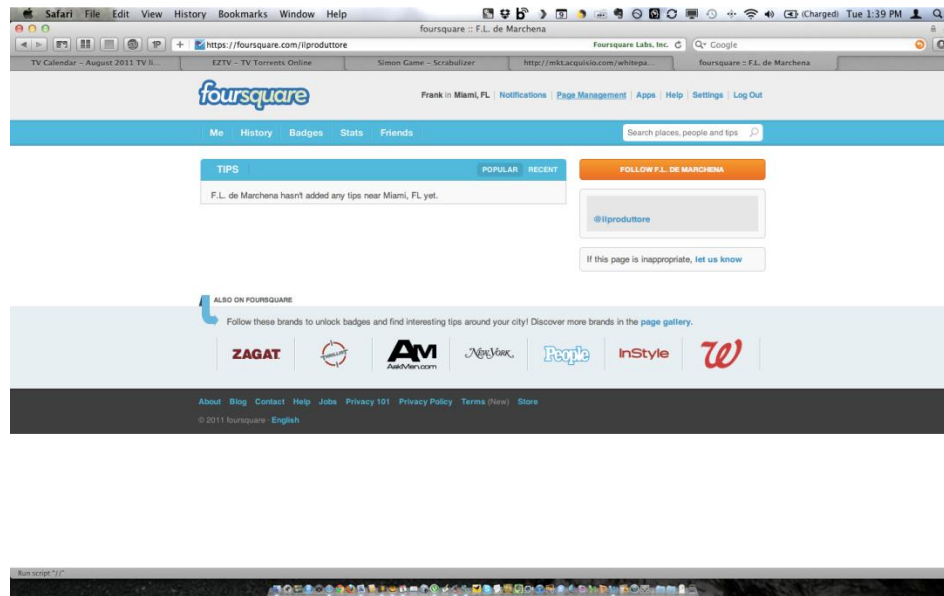 Safari File Edit View History Bookmarks Window Help (Charged) Tue 1:39 PM
foursquare :: F.L. de Marchena
1P + https://foursquare.com/ilproduttore Foursquare Labs, Inc. Google
TV Calendar – August 2011 TV li... EZTV – TV Torrents Online Simon Game – Scrabulizer http://mkt.acquisio.com/whitepa... foursquare :: F.L. de Marchena
foursquare Frank in Miami, FL Notifications Page Management Apps Help Settings Log Out
Me History Badges Stats Friends Search places, people and tips
TIPS POPULAR RECENT FOLLOW F.L. DE MARCHENA
F.L. de Marchena hasn't added any tips near Miami, FL yet.
@ilproduttore
If this page is inappropriate, let us know
ALSO ON FOURSQUARE
Follow these brands to unlock badges and find interesting tips around your city! Discover more brands in the page gallery.
ZAGAT THRILLIST AM AskMen.com NEW YORK People InStyle W
About Blog Contact Help Jobs Privacy 101 Privacy Policy Terms (New) Store
© 2011 foursquare · English
Run script "//"